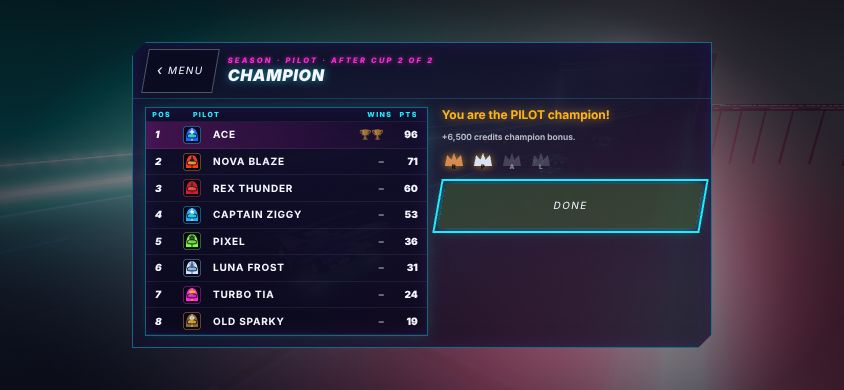 ‹ MENU
SEASON · PILOT · AFTER CUP 2 OF 2
CHAMPION
POS PILOT WINS PTS
1 ACE 96
2 NOVA BLAZE – 71
3 REX THUNDER – 60
4 CAPTAIN ZIGGY – 53
5 PIXEL – 36
6 LUNA FROST – 31
7 TURBO TIA – 24
8 OLD SPARKY – 19
You are the PILOT champion!
+6,500 credits champion bonus.
A L
DONE